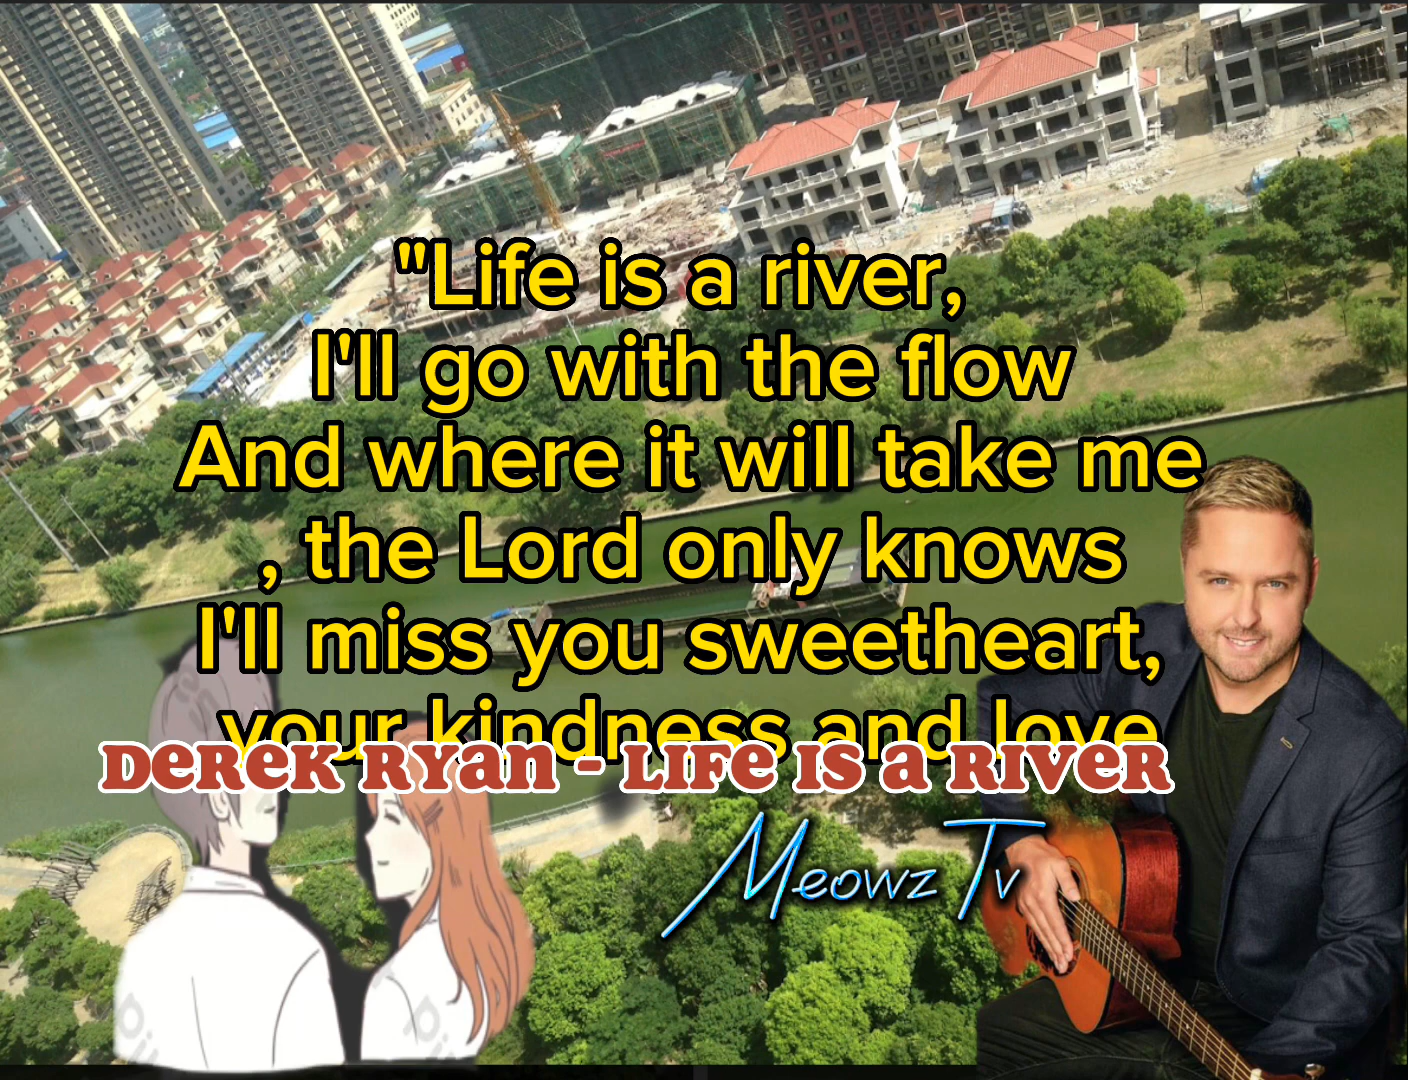 "Life is a river,
I'll go with the flow
And where it will take me
, the Lord only knows
I'll miss you sweetheart,
your kindness and love
DEREK RYAN - LIFE IS A RIVER
Meowz Tv